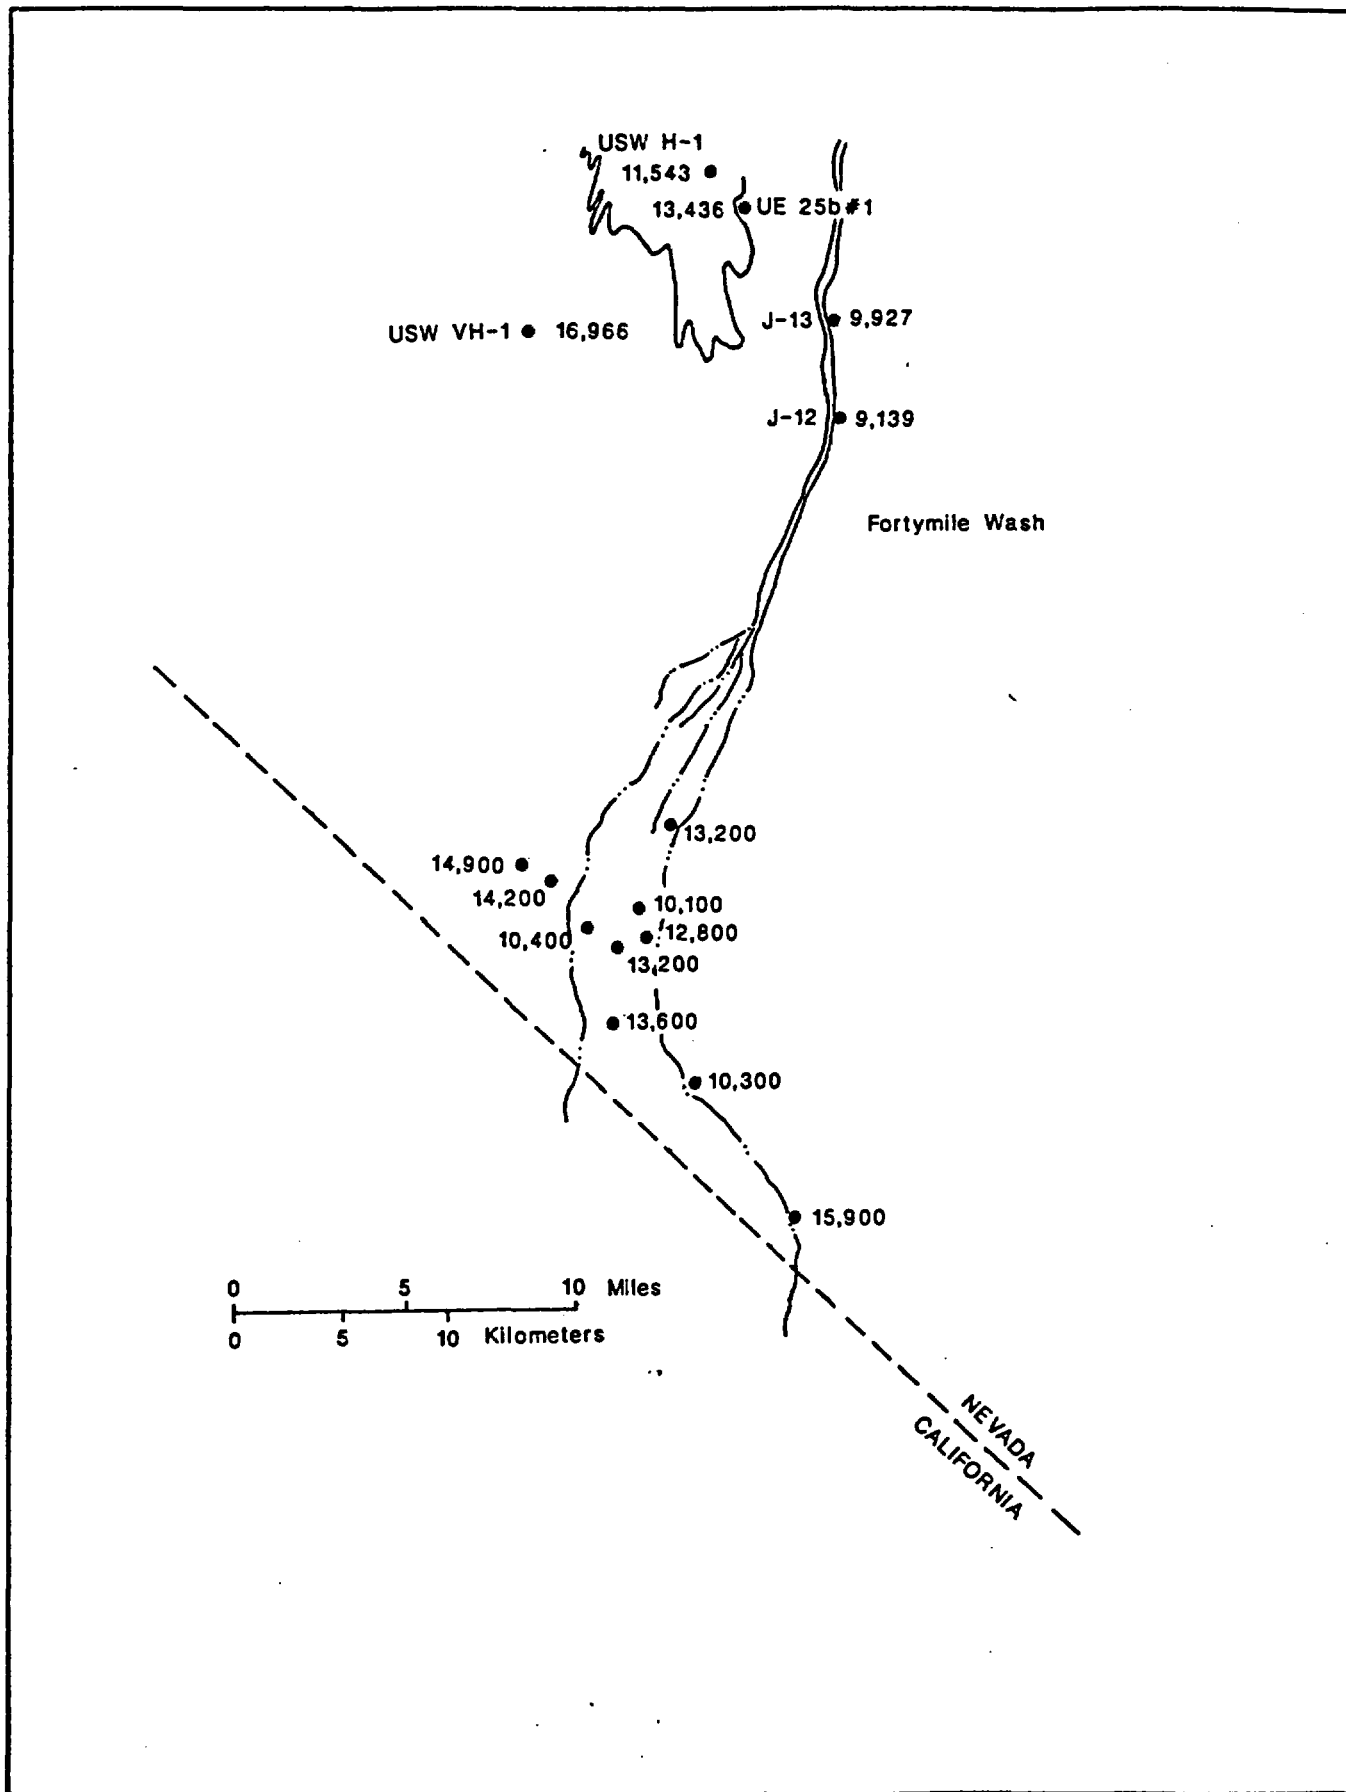 USW H-1
11,543
13,436 UE 25b#1
J-13 9,927
USW VH-1 16,966
J-12 9,139
Fortymile Wash
13,200
14,900
14,200
10,100
10,400
12,800
13,200
13,600
10,300
15,900
0 5 10 Miles
0 5 10 Kilometers
NEVADA
CALIFORNIA